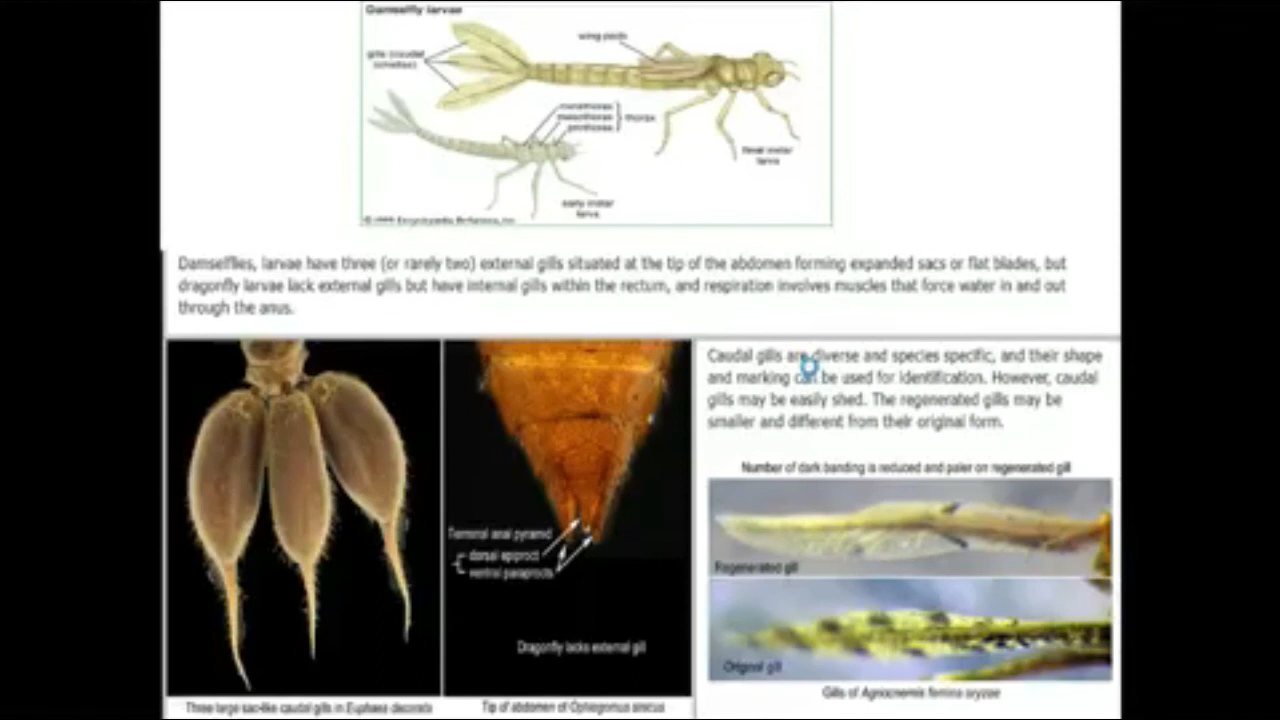 Damselfly larvae
wing pads
gills (caudal
lamellae)
metathorax
mesothorax
prothorax
thorax
final instar
larva
early instar
larva
Encyclopædia Britannica, Inc.
Damselflies, larvae have three (or rarely two) external gills situated at the tip of the abdomen forming expanded sacs or flat blades, but
dragonfly larvae lack external gills but have internal gills within the rectum, and respiration involves muscles that force water in and out
through the anus.
Caudal gills are diverse and species specific, and their shape
and marking can be used for identification. However, caudal
gills may be easily shed. The regenerated gills may be
smaller and different from their original form.
Number of dark banding is reduced and paler on regenerated gill
Terminal anal pyramid
dorsal epiproct
ventral paraprocts
Dragonfly lacks external gill
Regenerated gill
Original gill
Three large sac-like caudal gills in Euphaea decorata
Tip of abdomen of Ophiogomus sinicus
Gills of Agriocnemis femina oryzae